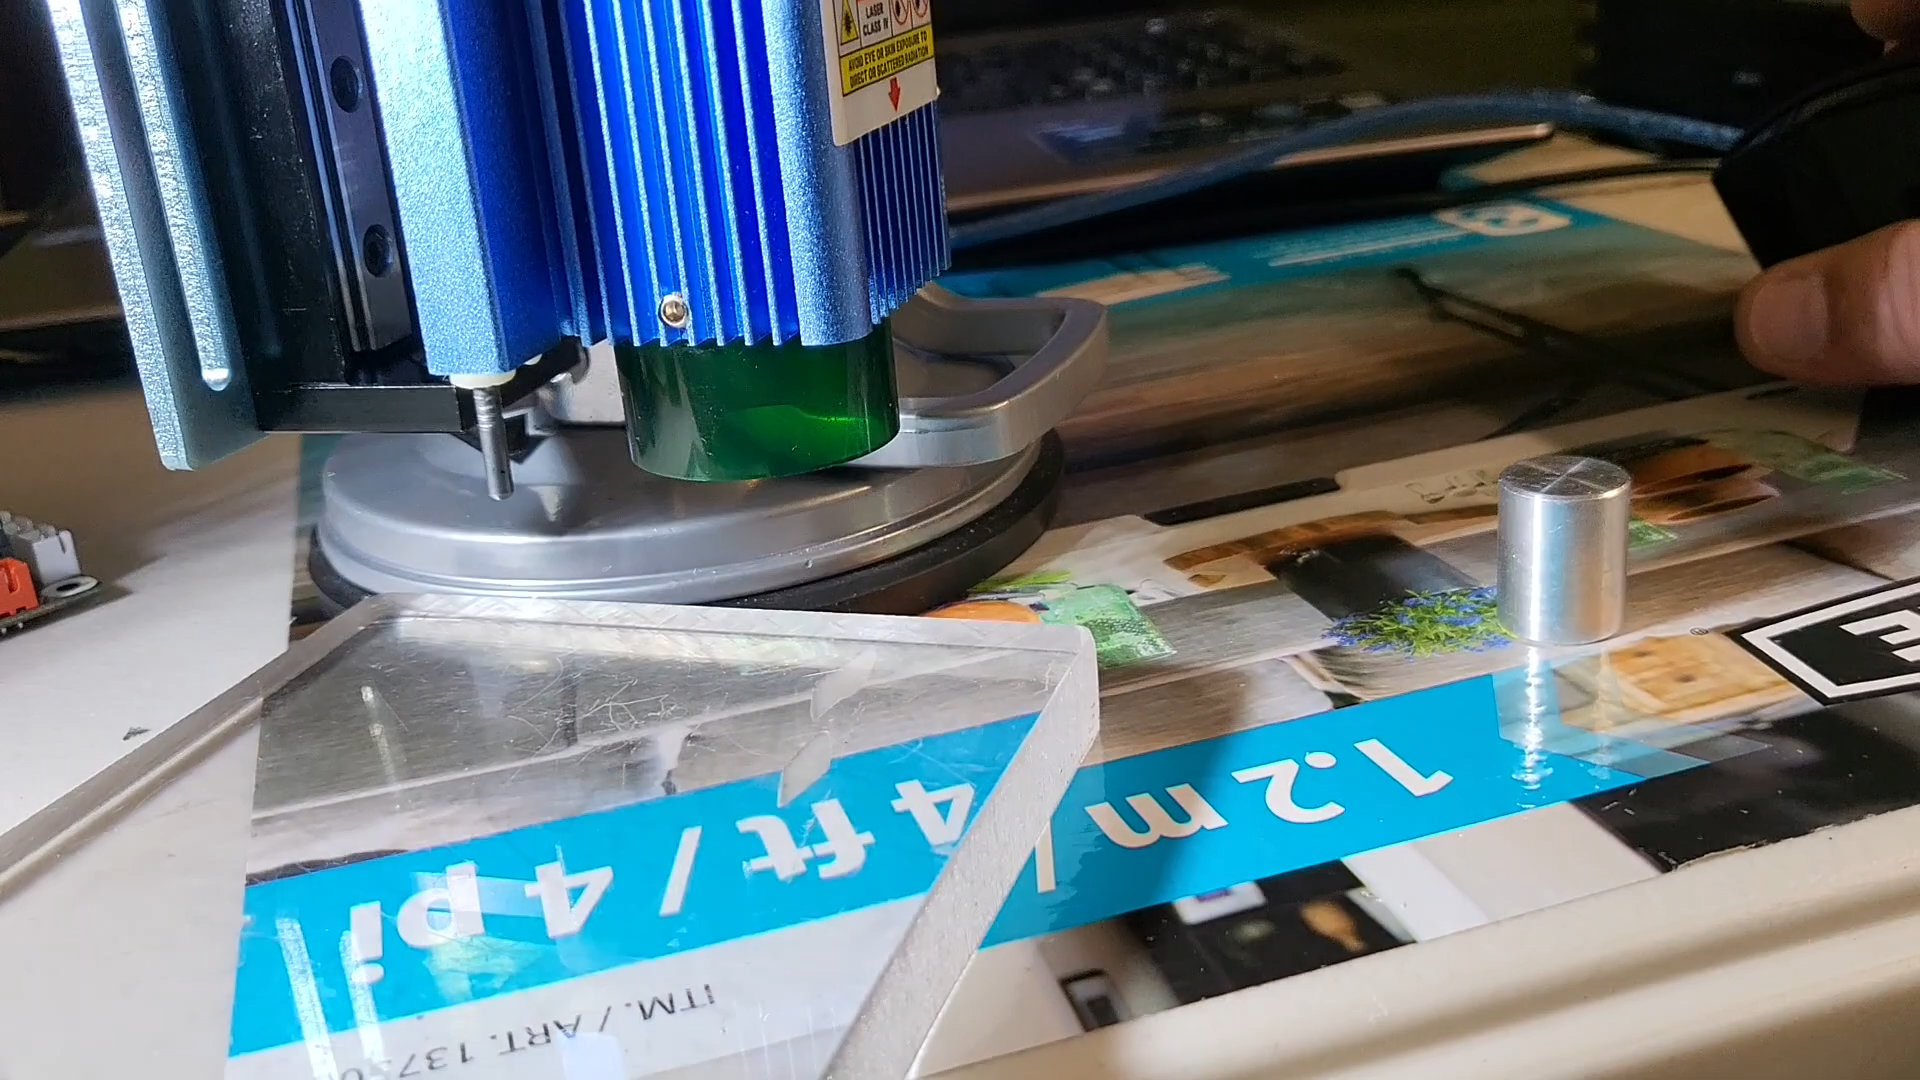 LASER
CLASS IV
AVOID EYE OR SKIN EXPOSURE TO
DIRECT OR SCATTERED RADIATION
1.2 m / 4 ft / 4 pi
ITM. / ART.